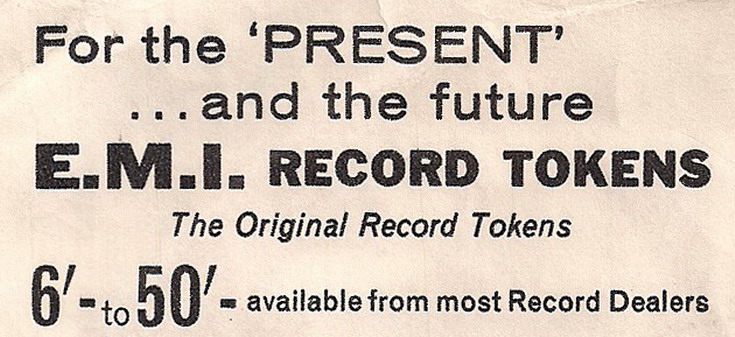 For the ‘PRESENT’
...and the future
E.M.I. RECORD TOKENS
The Original Record Tokens
6/- to 50/- available from most Record Dealers